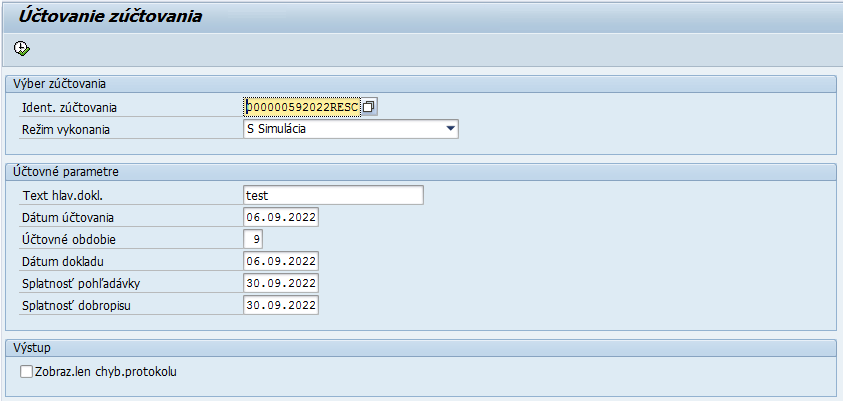 Účtovanie zúčtovania
Výber zúčtovania
Ident. zúčtovania 000000592022RESC
Režim vykonania S Simulácia
Účtovné parametre
Text hlav.dokl. test
Dátum účtovania 06.09.2022
Účtovné obdobie 9
Dátum dokladu 06.09.2022
Splatnosť pohľadávky 30.09.2022
Splatnosť dobropisu 30.09.2022
Výstup
Zobraz.len chyb.protokolu